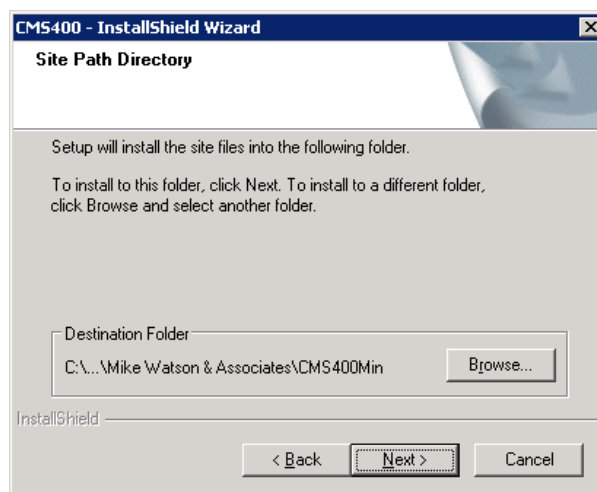 CMS400 - InstallShield Wizard
Site Path Directory
Setup will install the site files into the following folder.
To install to this folder, click Next. To install to a different folder,
click Browse and select another folder.
Destination Folder
C:\...\Mike Watson & Associates\CMS400Min
Browse...
InstallShield
< Back
Next >
Cancel